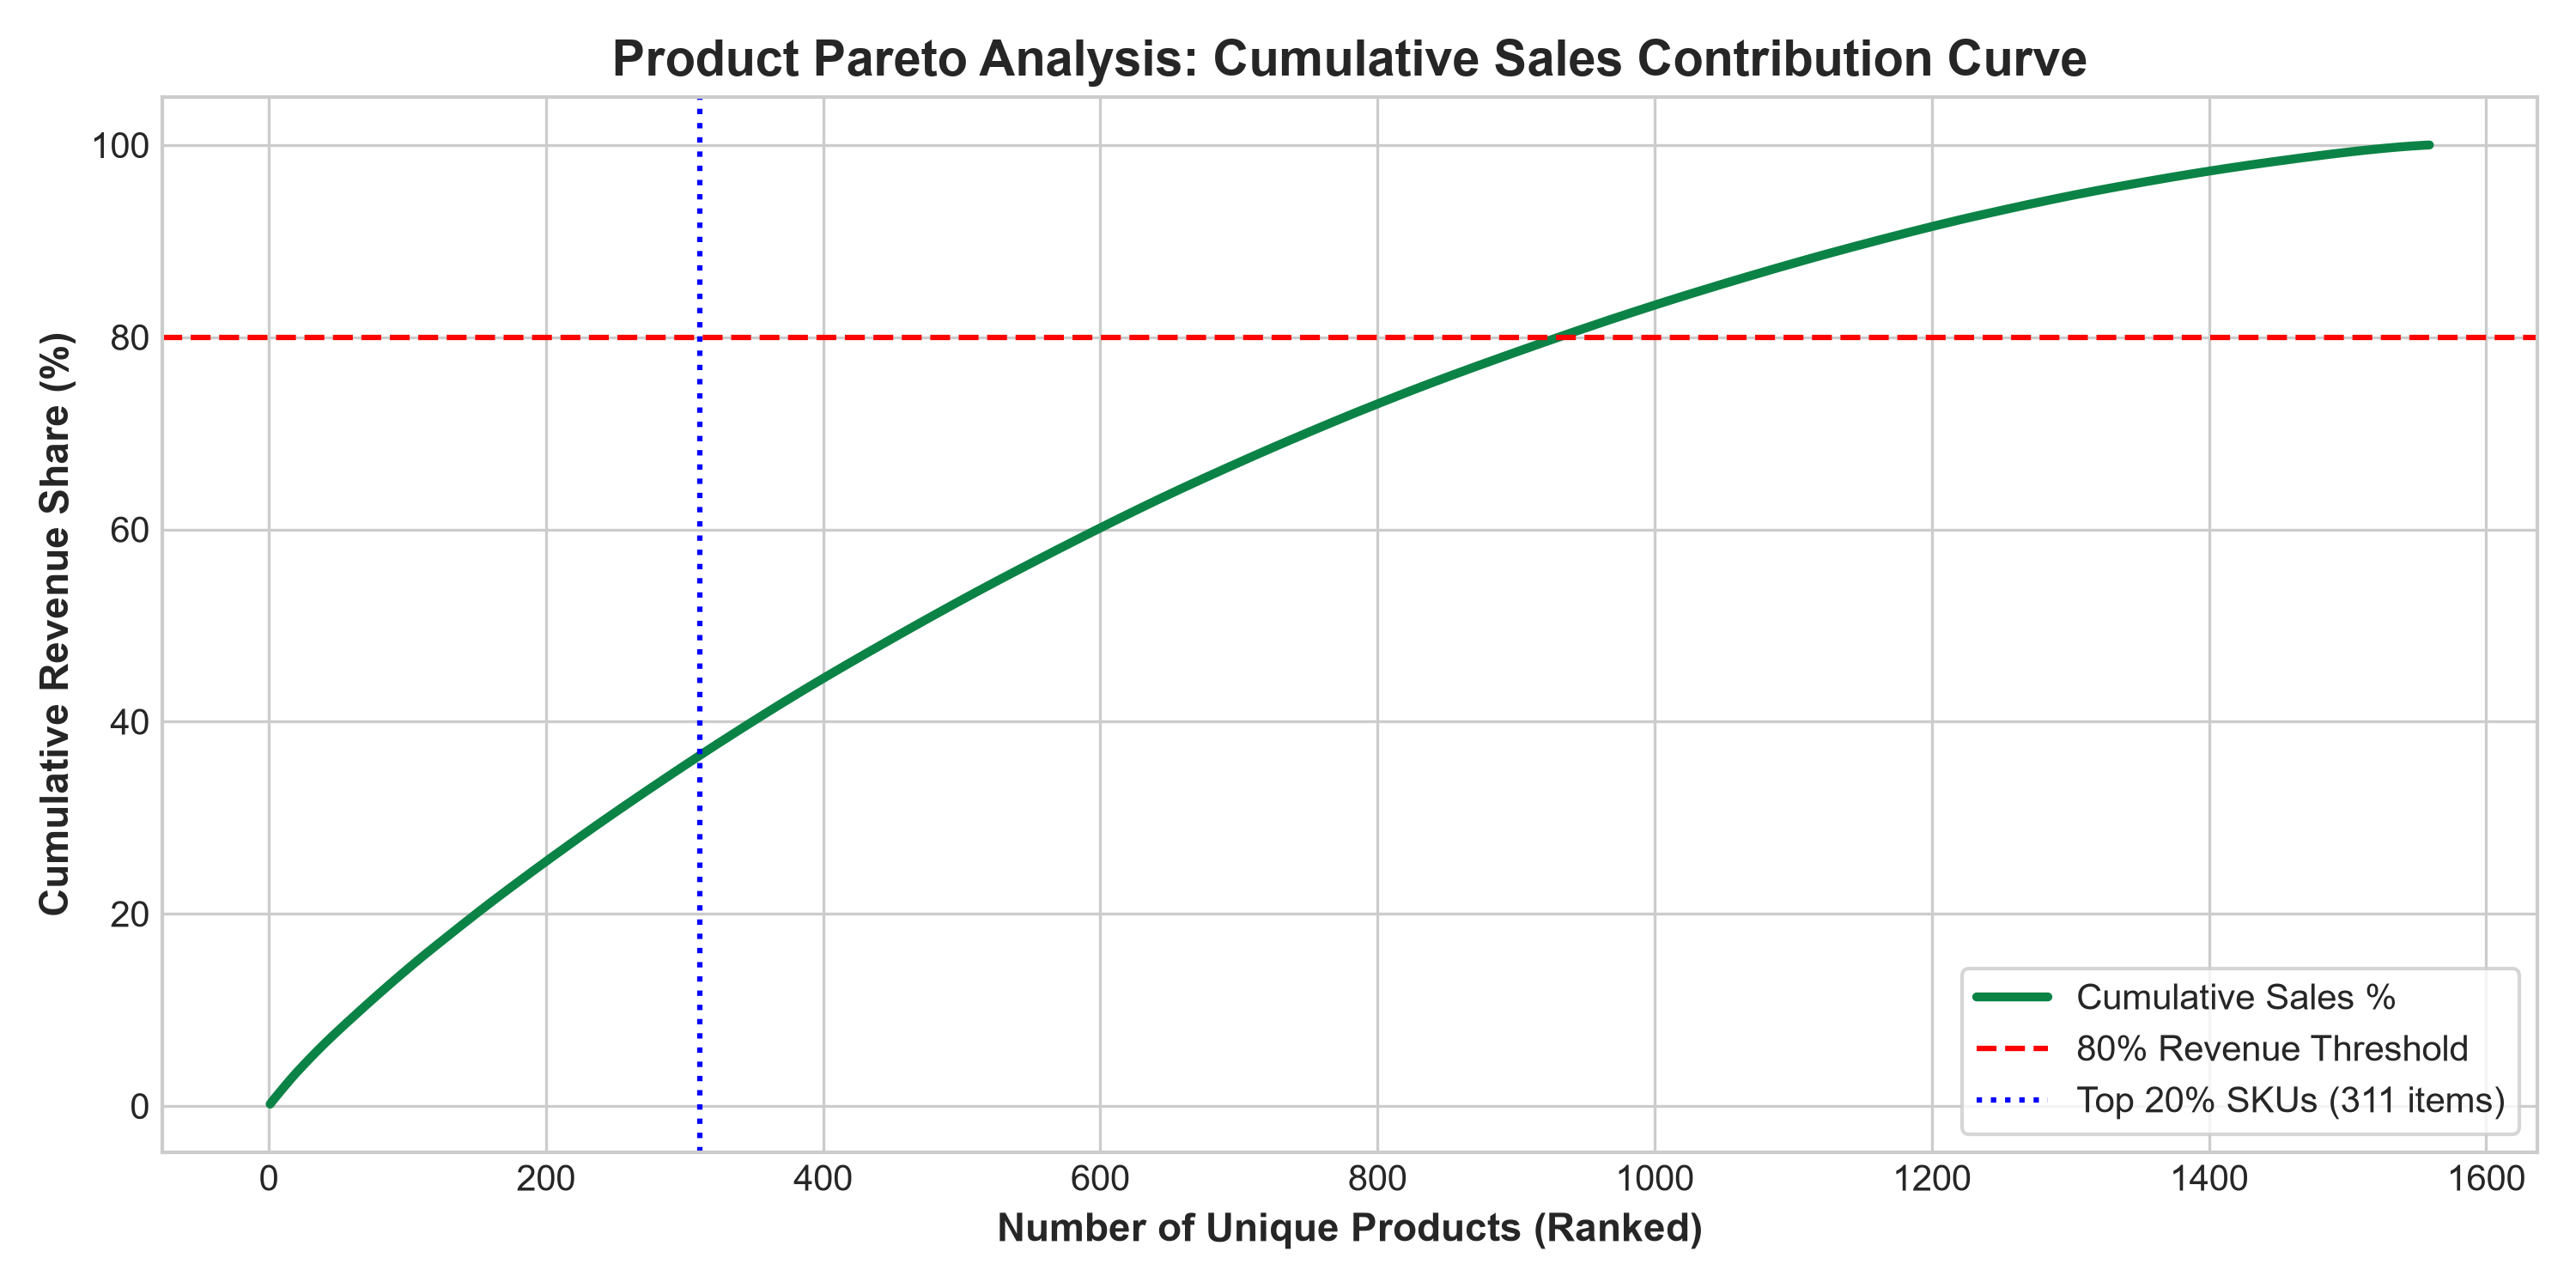 Product Pareto Analysis: Cumulative Sales Contribution Curve
Cumulative Revenue Share (%)
100
80
60
40
20
0
0 200 400 600 800 1000 1200 1400 1600
Number of Unique Products (Ranked)
Cumulative Sales %
80% Revenue Threshold
Top 20% SKUs (311 items)